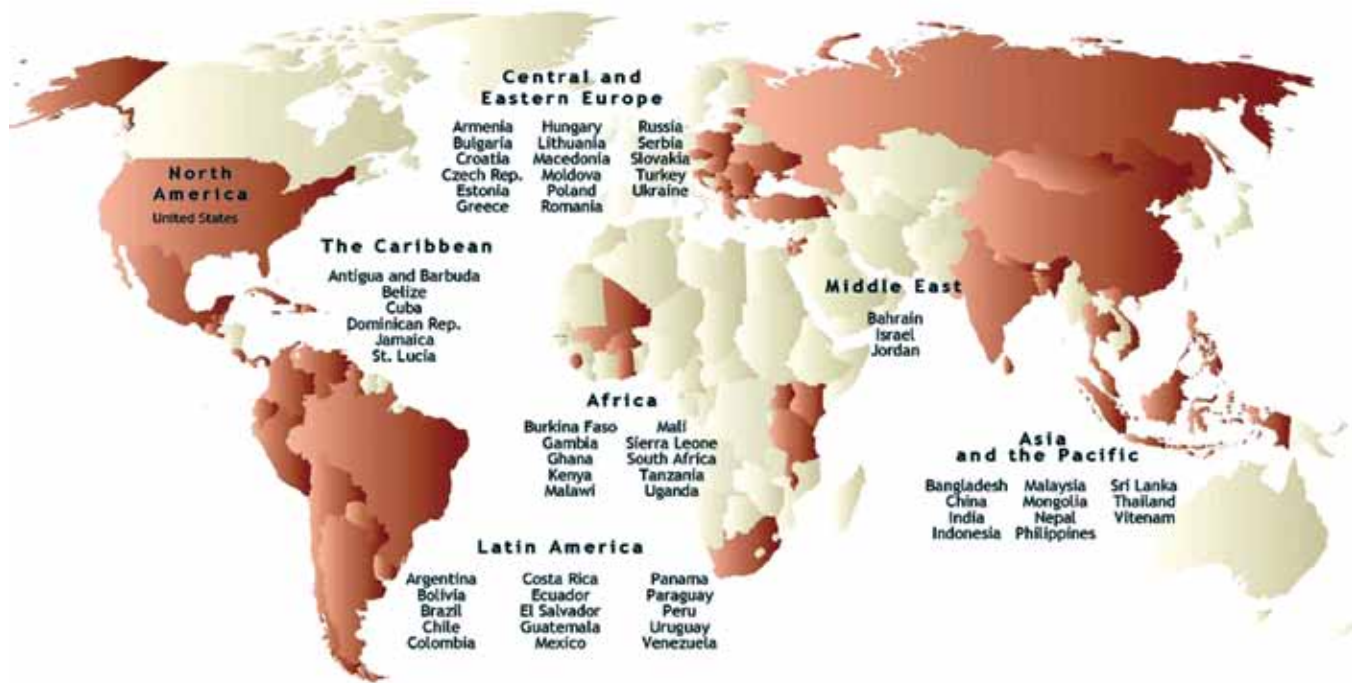 Central and
Eastern Europe
Armenia Hungary Russia
Bulgaria Lithuania Serbia
Croatia Macedonia Slovakia
Czech Rep. Moldova Turkey
Estonia Poland Ukraine
Greece Romania
North
America
United States
The Caribbean
Antigua and Barbuda
Belize
Cuba
Dominican Rep.
Jamaica
St. Lucia
Middle East
Bahrain
Israel
Jordan
Africa
Burkina Faso Mali
Gambia Sierra Leone
Ghana South Africa
Kenya Tanzania
Malawi Uganda
Asia
and the Pacific
Bangladesh Malaysia Sri Lanka
China Mongolia Thailand
India Nepal Vitenam
Indonesia Philippines
Latin America
Argentina Costa Rica Panama
Bolivia Ecuador Paraguay
Brazil El Salvador Peru
Chile Guatemala Uruguay
Colombia Mexico Venezuela